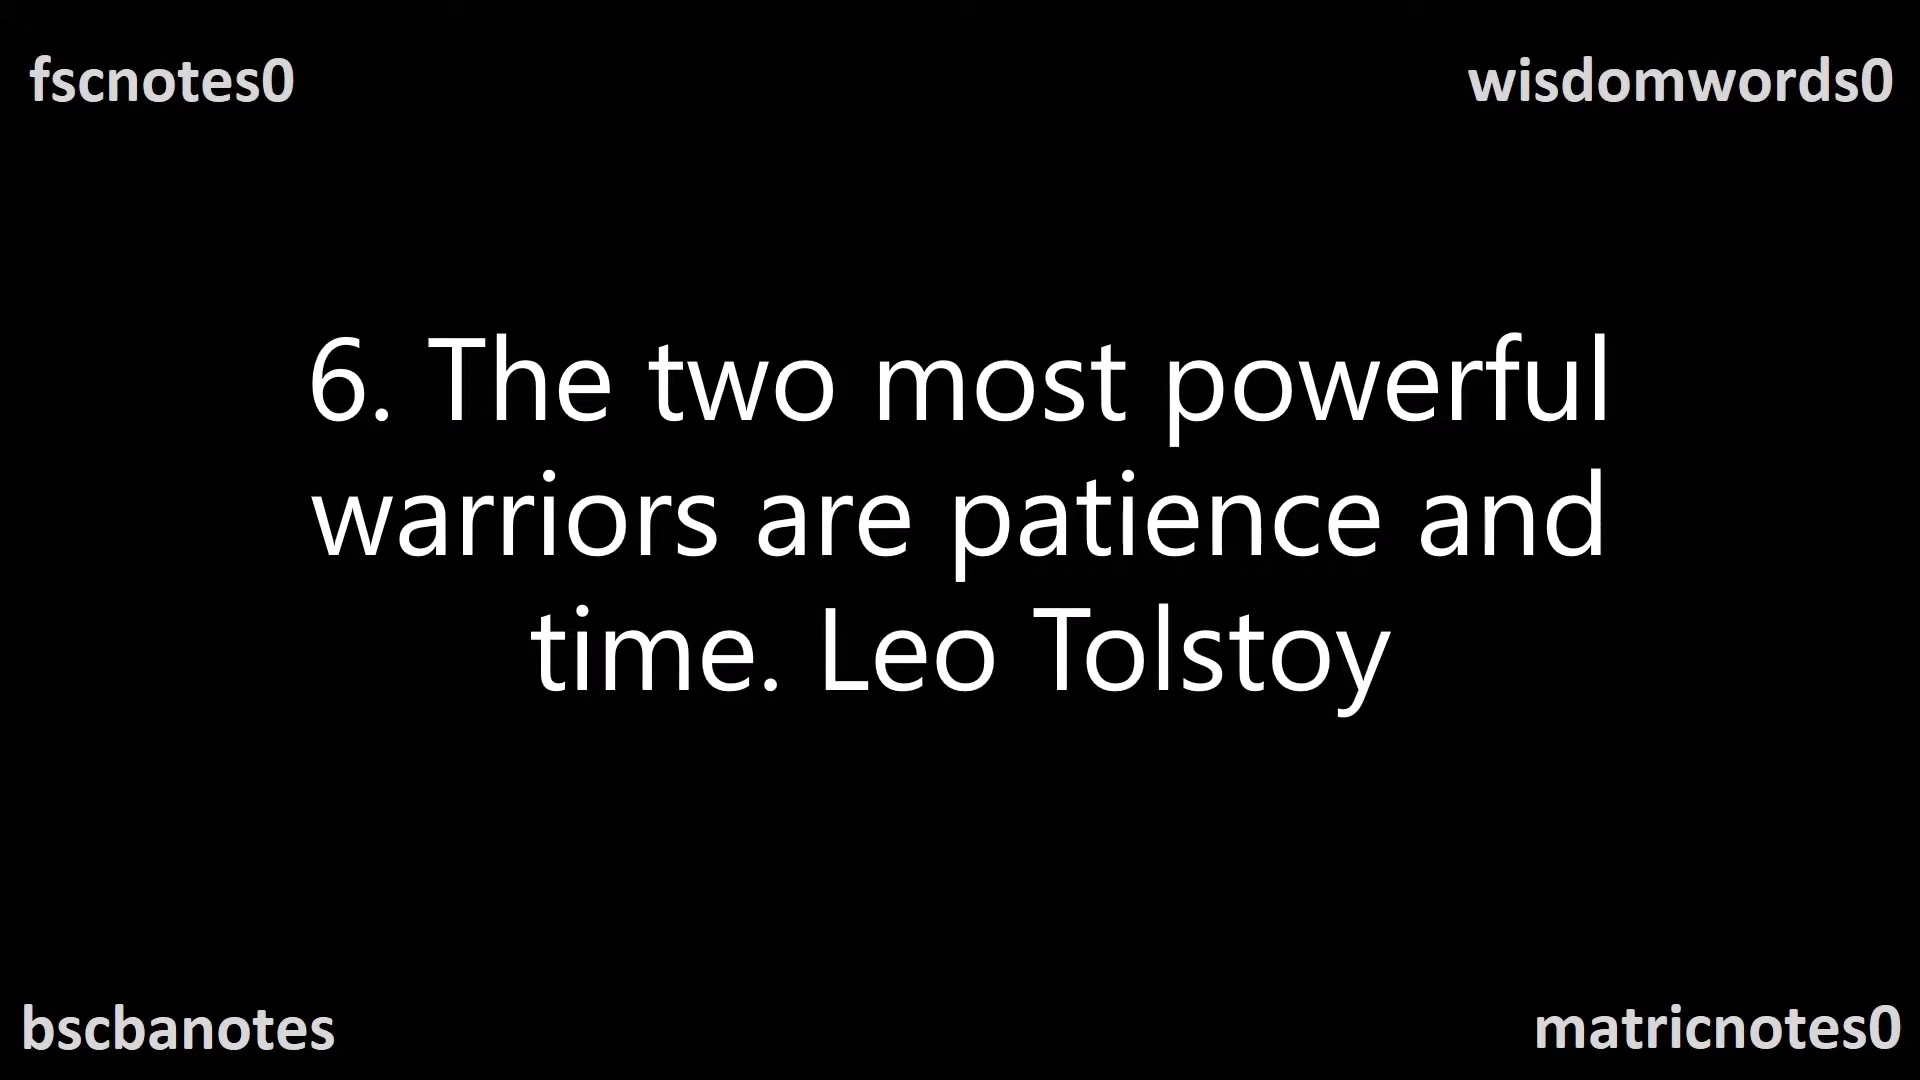 fscnotes0
wisdomwords0
6. The two most powerful
warriors are patience and
time. Leo Tolstoy
bscbanotes
matricnotes0